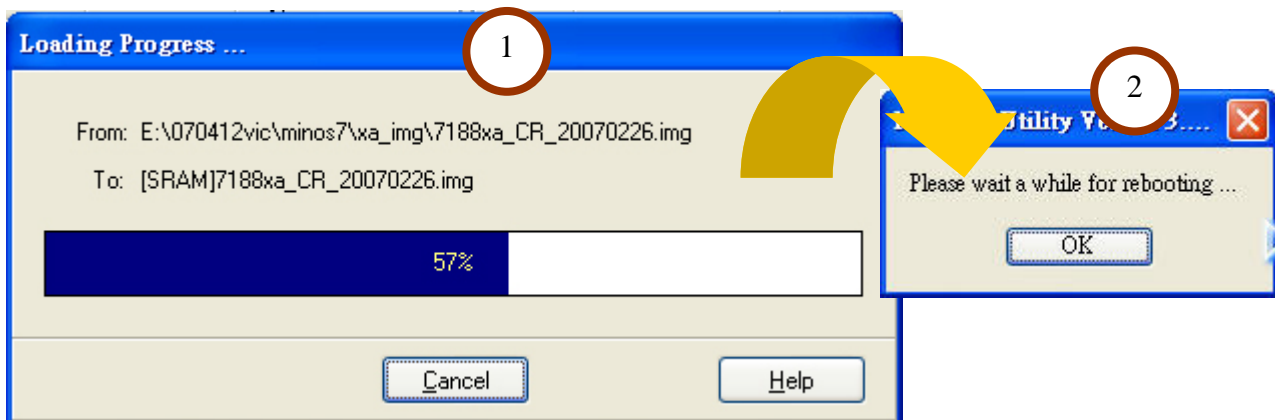 Loading Progress ...
1
From: E:\070412vic\minos7\xa_img\7188xa_CR_20070226.img
To: [SRAM]7188xa_CR_20070226.img
57%
Cancel
Help
2
Utility
Please wait a while for rebooting ...
OK